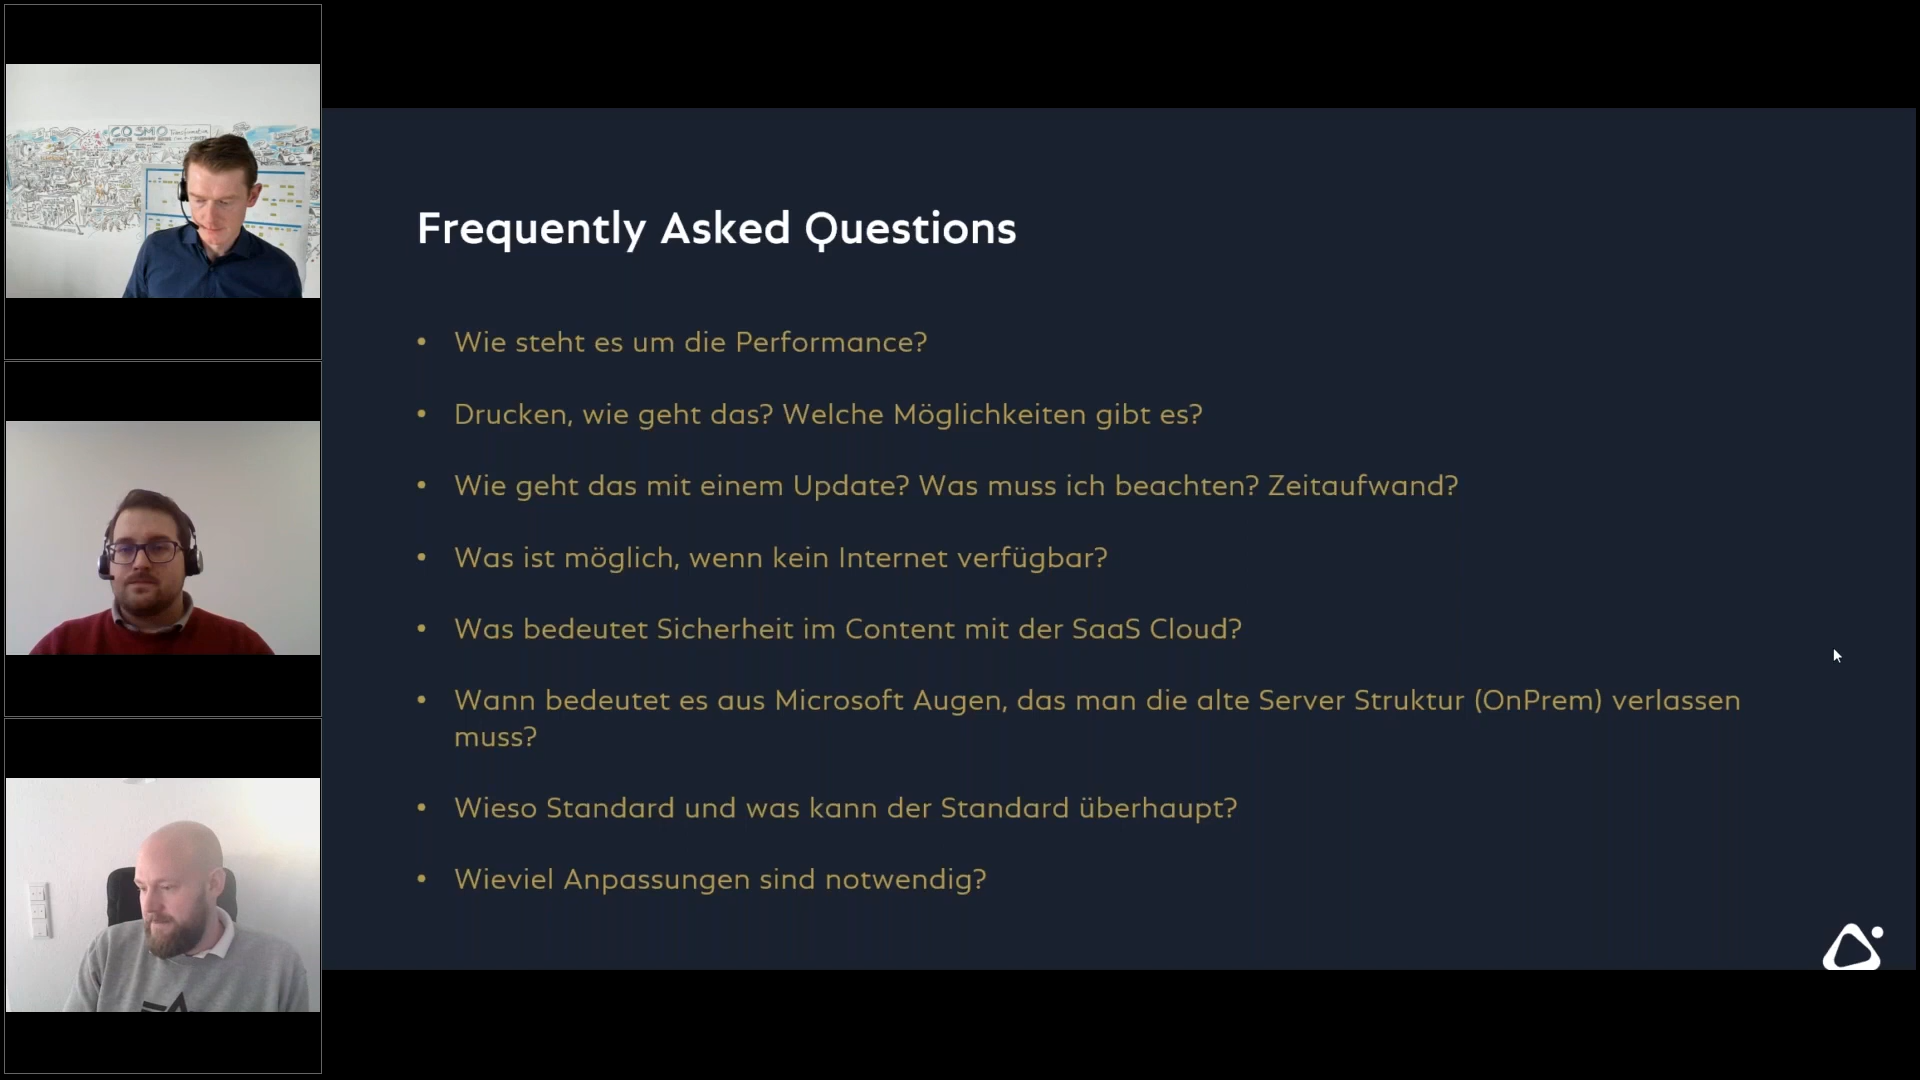 COSMO
Frequently Asked Questions
• Wie steht es um die Performance?
• Drucken, wie geht das? Welche Möglichkeiten gibt es?
• Wie geht das mit einem Update? Was muss ich beachten? Zeitaufwand?
• Was ist möglich, wenn kein Internet verfügbar?
• Was bedeutet Sicherheit im Content mit der SaaS Cloud?
• Wann bedeutet es aus Microsoft Augen, das man die alte Server Struktur (OnPrem) verlassen
muss?
• Wieso Standard und was kann der Standard überhaupt?
• Wieviel Anpassungen sind notwendig?